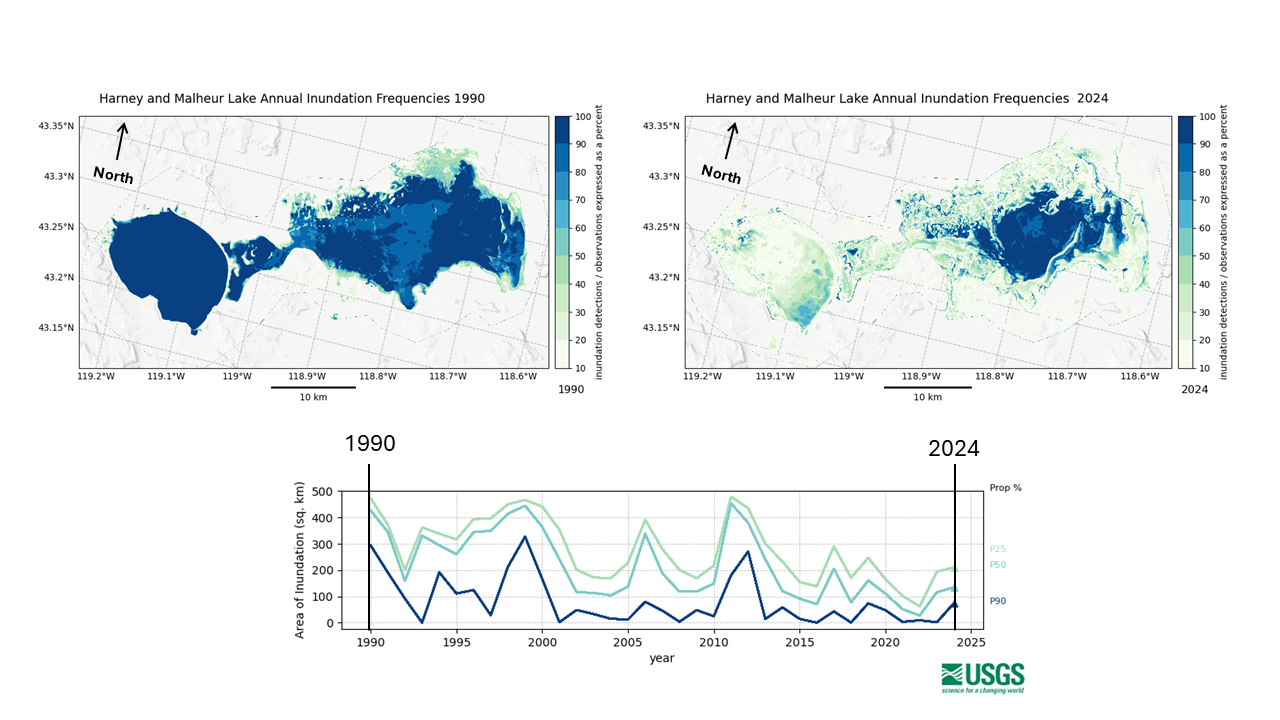 Harney and Malheur Lake Annual Inundation Frequencies 1990
43.35°N
43.3°N
43.25°N
43.2°N
43.15°N
North
119.2°W 119.1°W 119°W 118.9°W 118.8°W 118.7°W 118.6°W
10 km
100
90
80
70
60
50
40
30
20
10
inundation detections / observations expressed as a percent
1990
Harney and Malheur Lake Annual Inundation Frequencies 2024
43.35°N
43.3°N
43.25°N
43.2°N
43.15°N
North
119.2°W 119.1°W 119°W 118.9°W 118.8°W 118.7°W 118.6°W
10 km
100
90
80
70
60
50
40
30
20
10
inundation detections / observations expressed as a percent
2024
1990
2024
Area of Inundation (sq. km)
500
400
300
200
100
0
1990 1995 2000 2005 2010 2015 2020 2025
year
Prop %
P25
P50
P90
USGS
science for a changing world